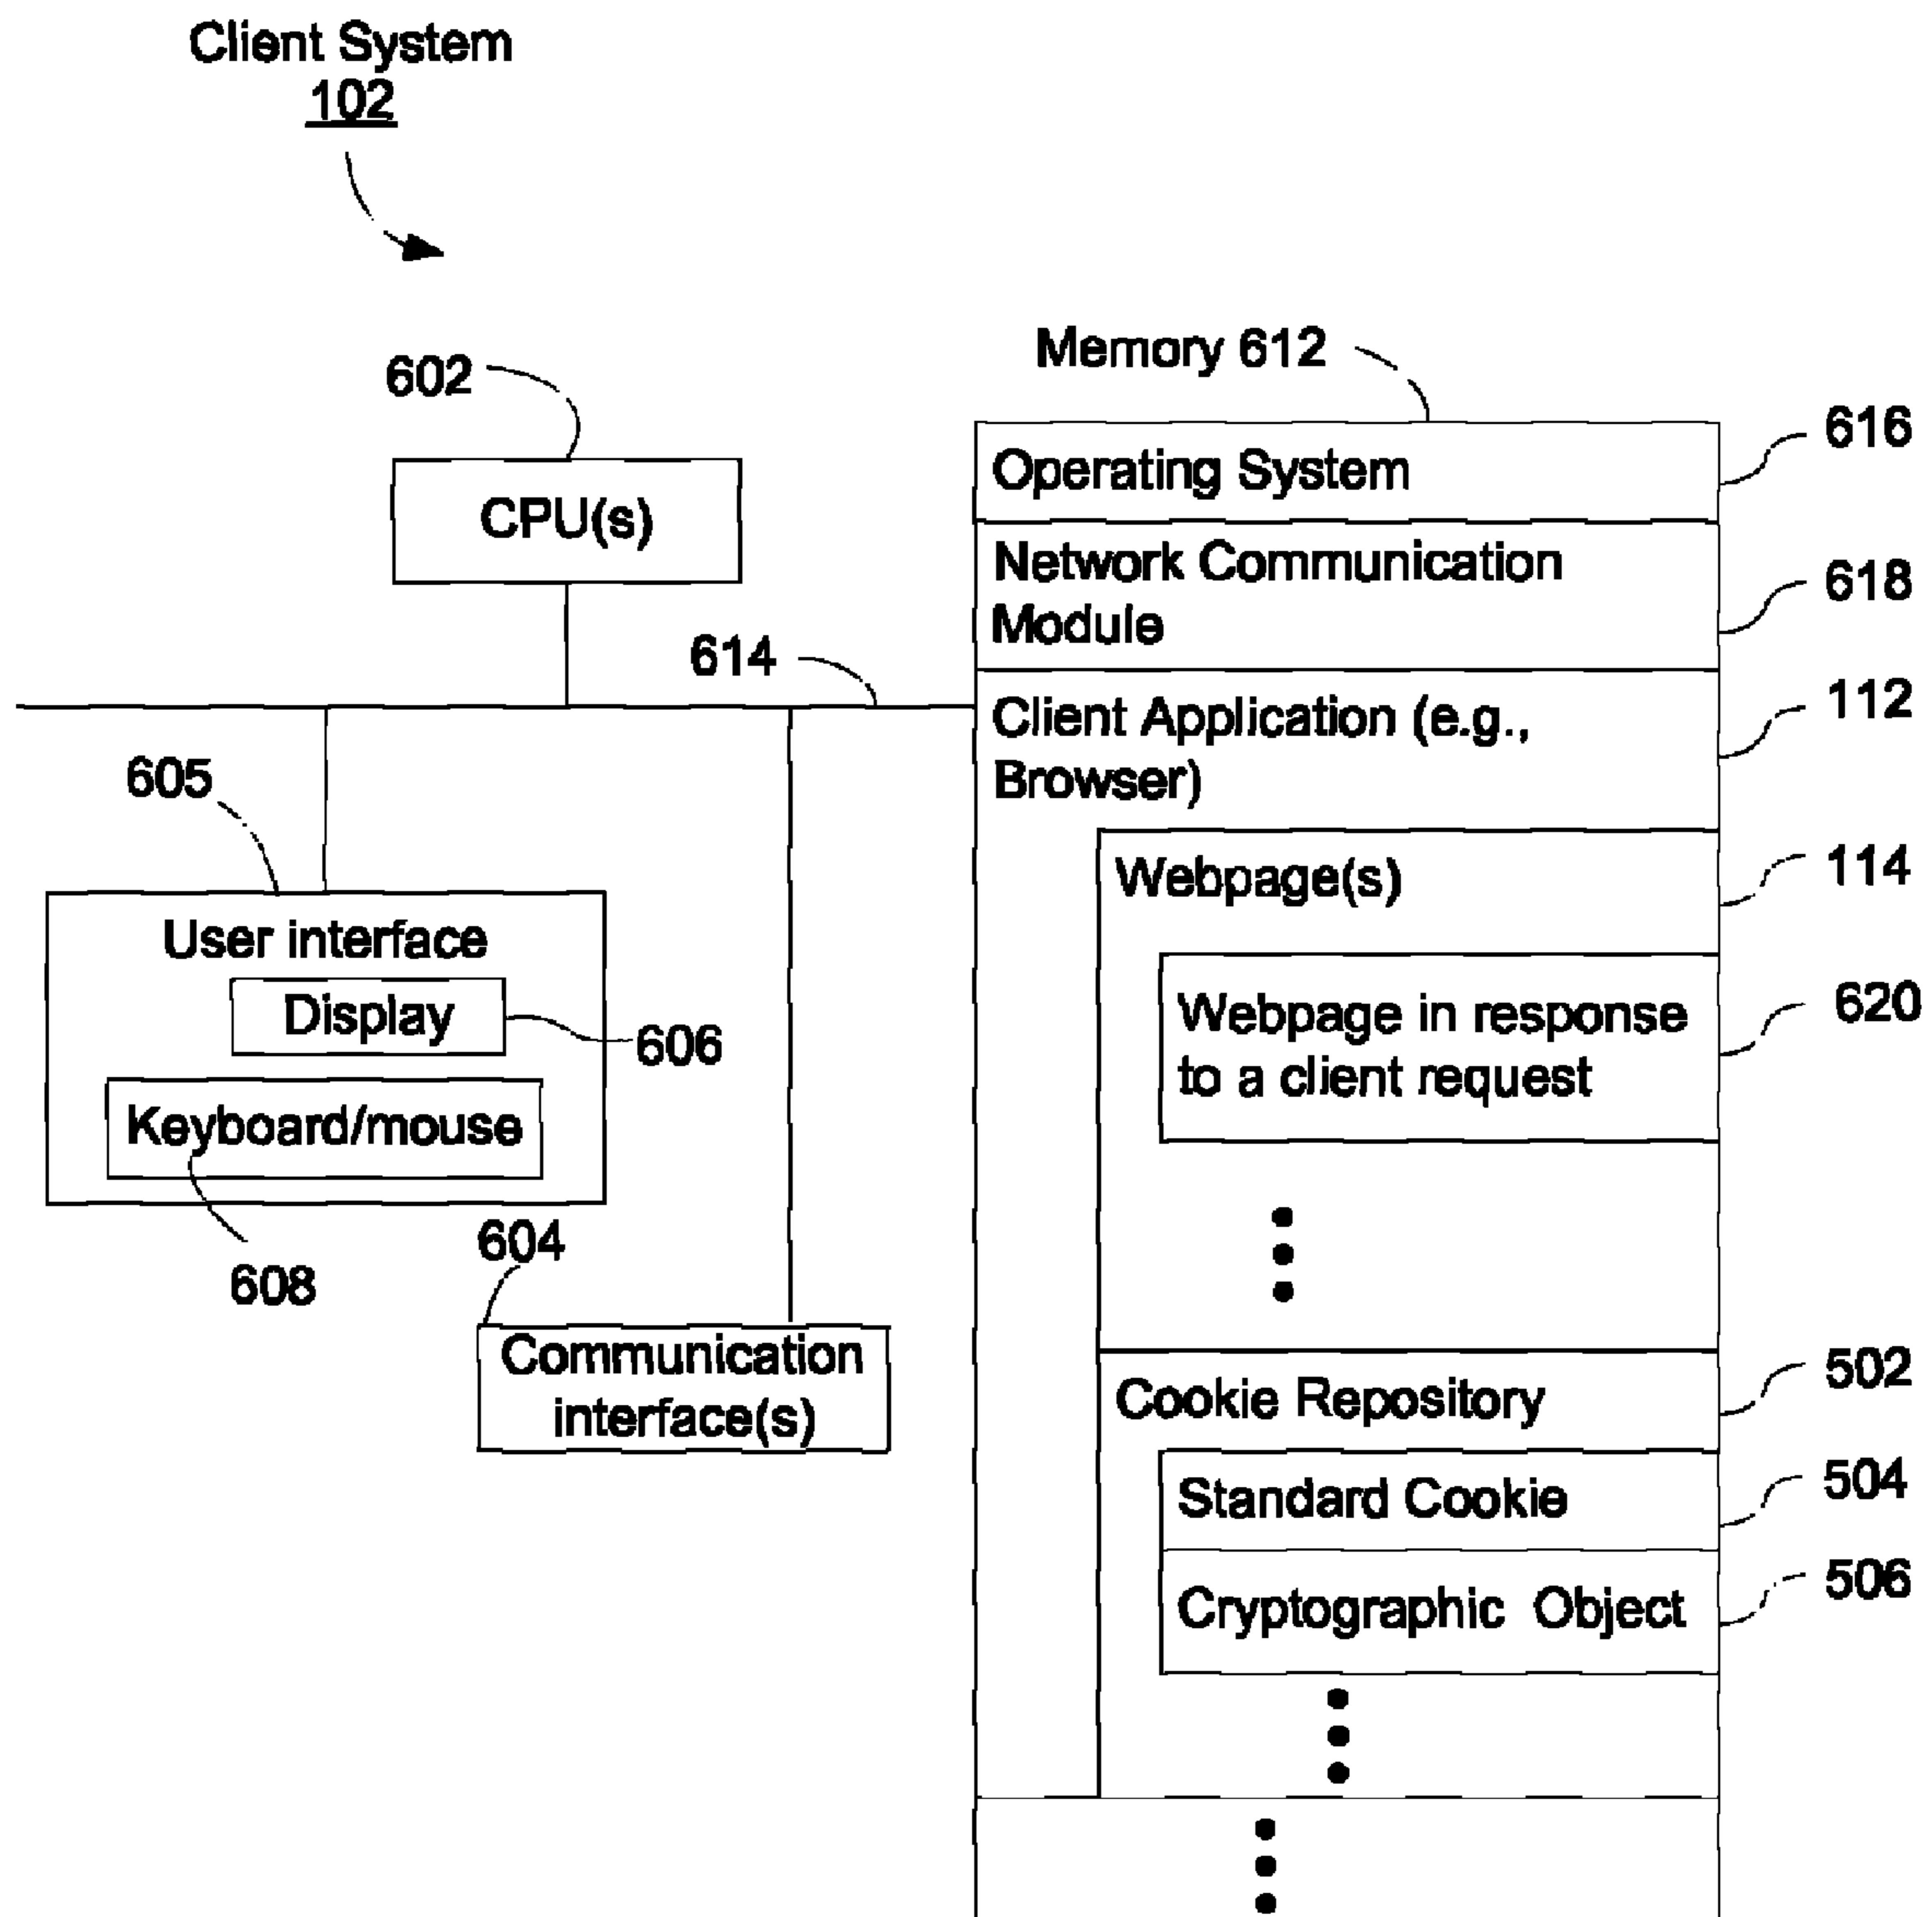 Client System
102
Memory 612
602
616
Operating System
CPU(s)
Network Communication
Module
618
614
Client Application (e.g.,
Browser)
112
605
Webpage(s)
114
User interface
Display
606
Keyboard/mouse
608
Webpage in response
to a client request
620
604
Communication
interface(s)
Cookie Repository
502
Standard Cookie
504
Cryptographic Object
506